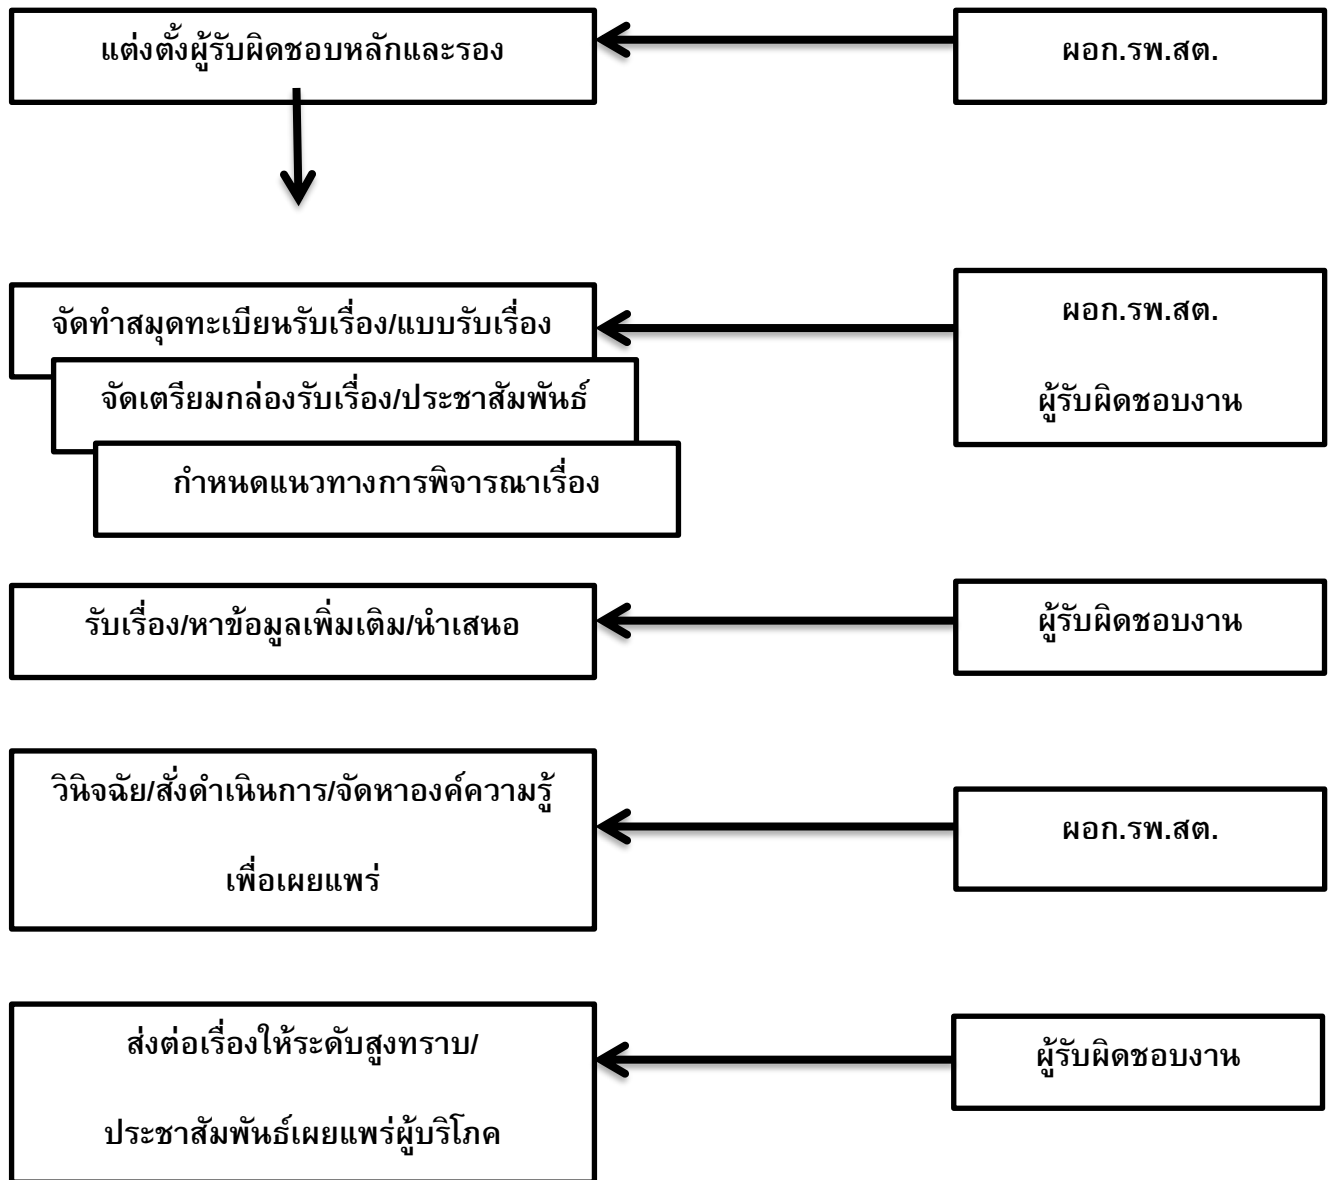 แต่งตั้งผู้รับผิดชอบหลักและรอง
ผอก.รพ.สต.
จัดทำสมุดทะเบียนรับเรื่อง/แบบรับเรื่อง
ผอก.รพ.สต.
ผู้รับผิดชอบงาน
จัดเตรียมกล่องรับเรื่อง/ประชาสัมพันธ์
กำหนดแนวทางการพิจารณาเรื่อง
รับเรื่อง/หาข้อมูลเพิ่มเติม/นำเสนอ
ผู้รับผิดชอบงาน
วินิจฉัย/สั่งดำเนินการ/จัดหาองค์ความรู้
เพื่อเผยแพร่
ผอก.รพ.สต.
ส่งต่อเรื่องให้ระดับสูงทราบ/
ประชาสัมพันธ์เผยแพร่ผู้บริโภค
ผู้รับผิดชอบงาน